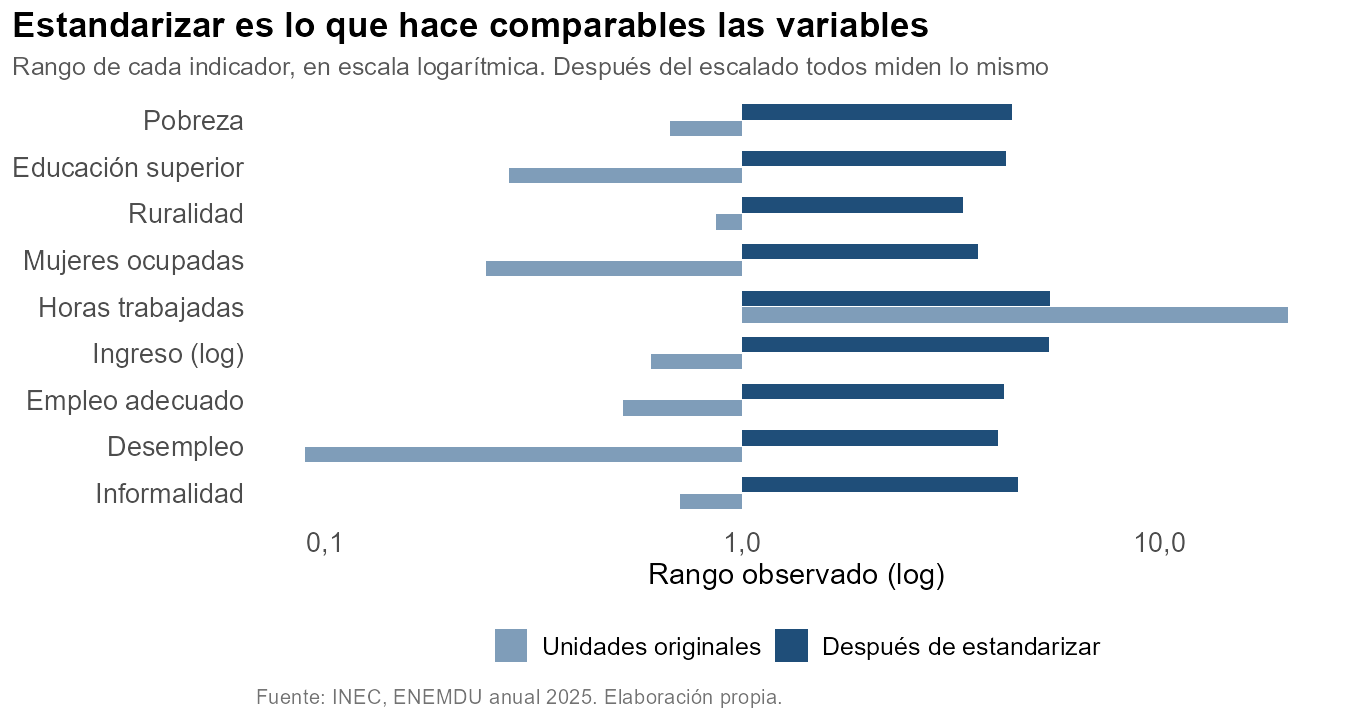 Estandarizar es lo que hace comparables las variables
Rango de cada indicador, en escala logarítmica. Después del escalado todos miden lo mismo
Pobreza
Educación superior
Ruralidad
Mujeres ocupadas
Horas trabajadas
Ingreso (log)
Empleo adecuado
Desempleo
Informalidad
0,1 1,0 10,0
Rango observado (log)
Unidades originales Después de estandarizar
Fuente: INEC, ENEMDU anual 2025. Elaboración propia.